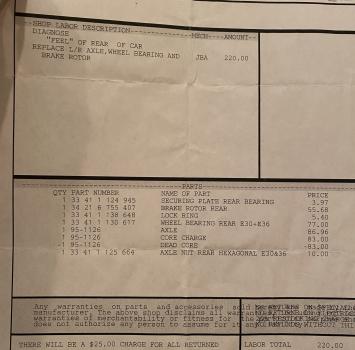 SHOP LABOR DESCRIPTION MECH AMOUNT
DIAGNOSE
"FEEL" OF REAR OF CAR
REPLACE L/R AXLE, WHEEL BEARING AND
BRAKE ROTOR JBA 220.00
PARTS
QTY PART NUMBER NAME OF PART PRICE
1 33 41 1 124 945 SECURING PLATE REAR BEARING 3.97
1 34 21 6 755 407 BRAKE ROTOR REAR 55.68
1 33 41 1 138 648 LOCK RING 5.40
1 33 41 1 130 617 WHEEL BEARING REAR E30+E36 77.00
1 95-1126 AXLE 86.96
1 95-1126 CORE CHARGE 83.00
-1 95-1126 DEAD CORE -83.00
1 33 41 1 125 664 AXLE NUT REAR HEXAGONAL E30&36 10.00
Any warranties on parts and accessories sold
manufacturer. The above shop disclaims all
warranties of merchantability or fitness for
does not authorize any person to assume for it any WITHOUT
THERE WILL BE A $25.00 CHARGE FOR ALL RETURNED LABOR TOTAL 220.00